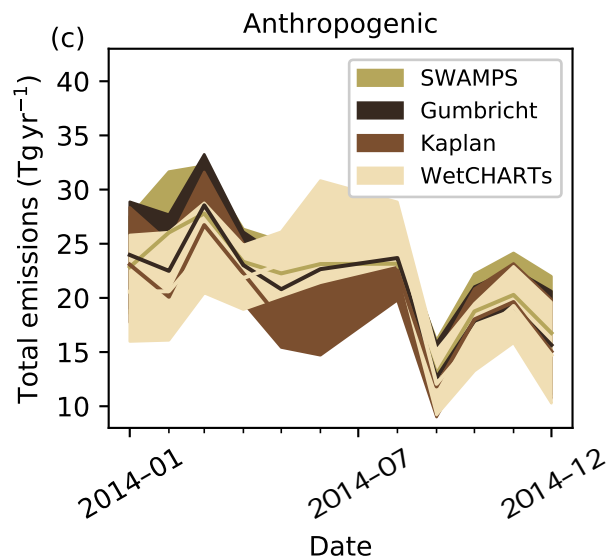 (c)
Anthropogenic
Total emissions (Tg yr⁻¹)
40
35
30
25
20
15
10
SWAMPS
Gumbricht
Kaplan
WetCHARTs
2014–01
2014–07
2014–12
Date